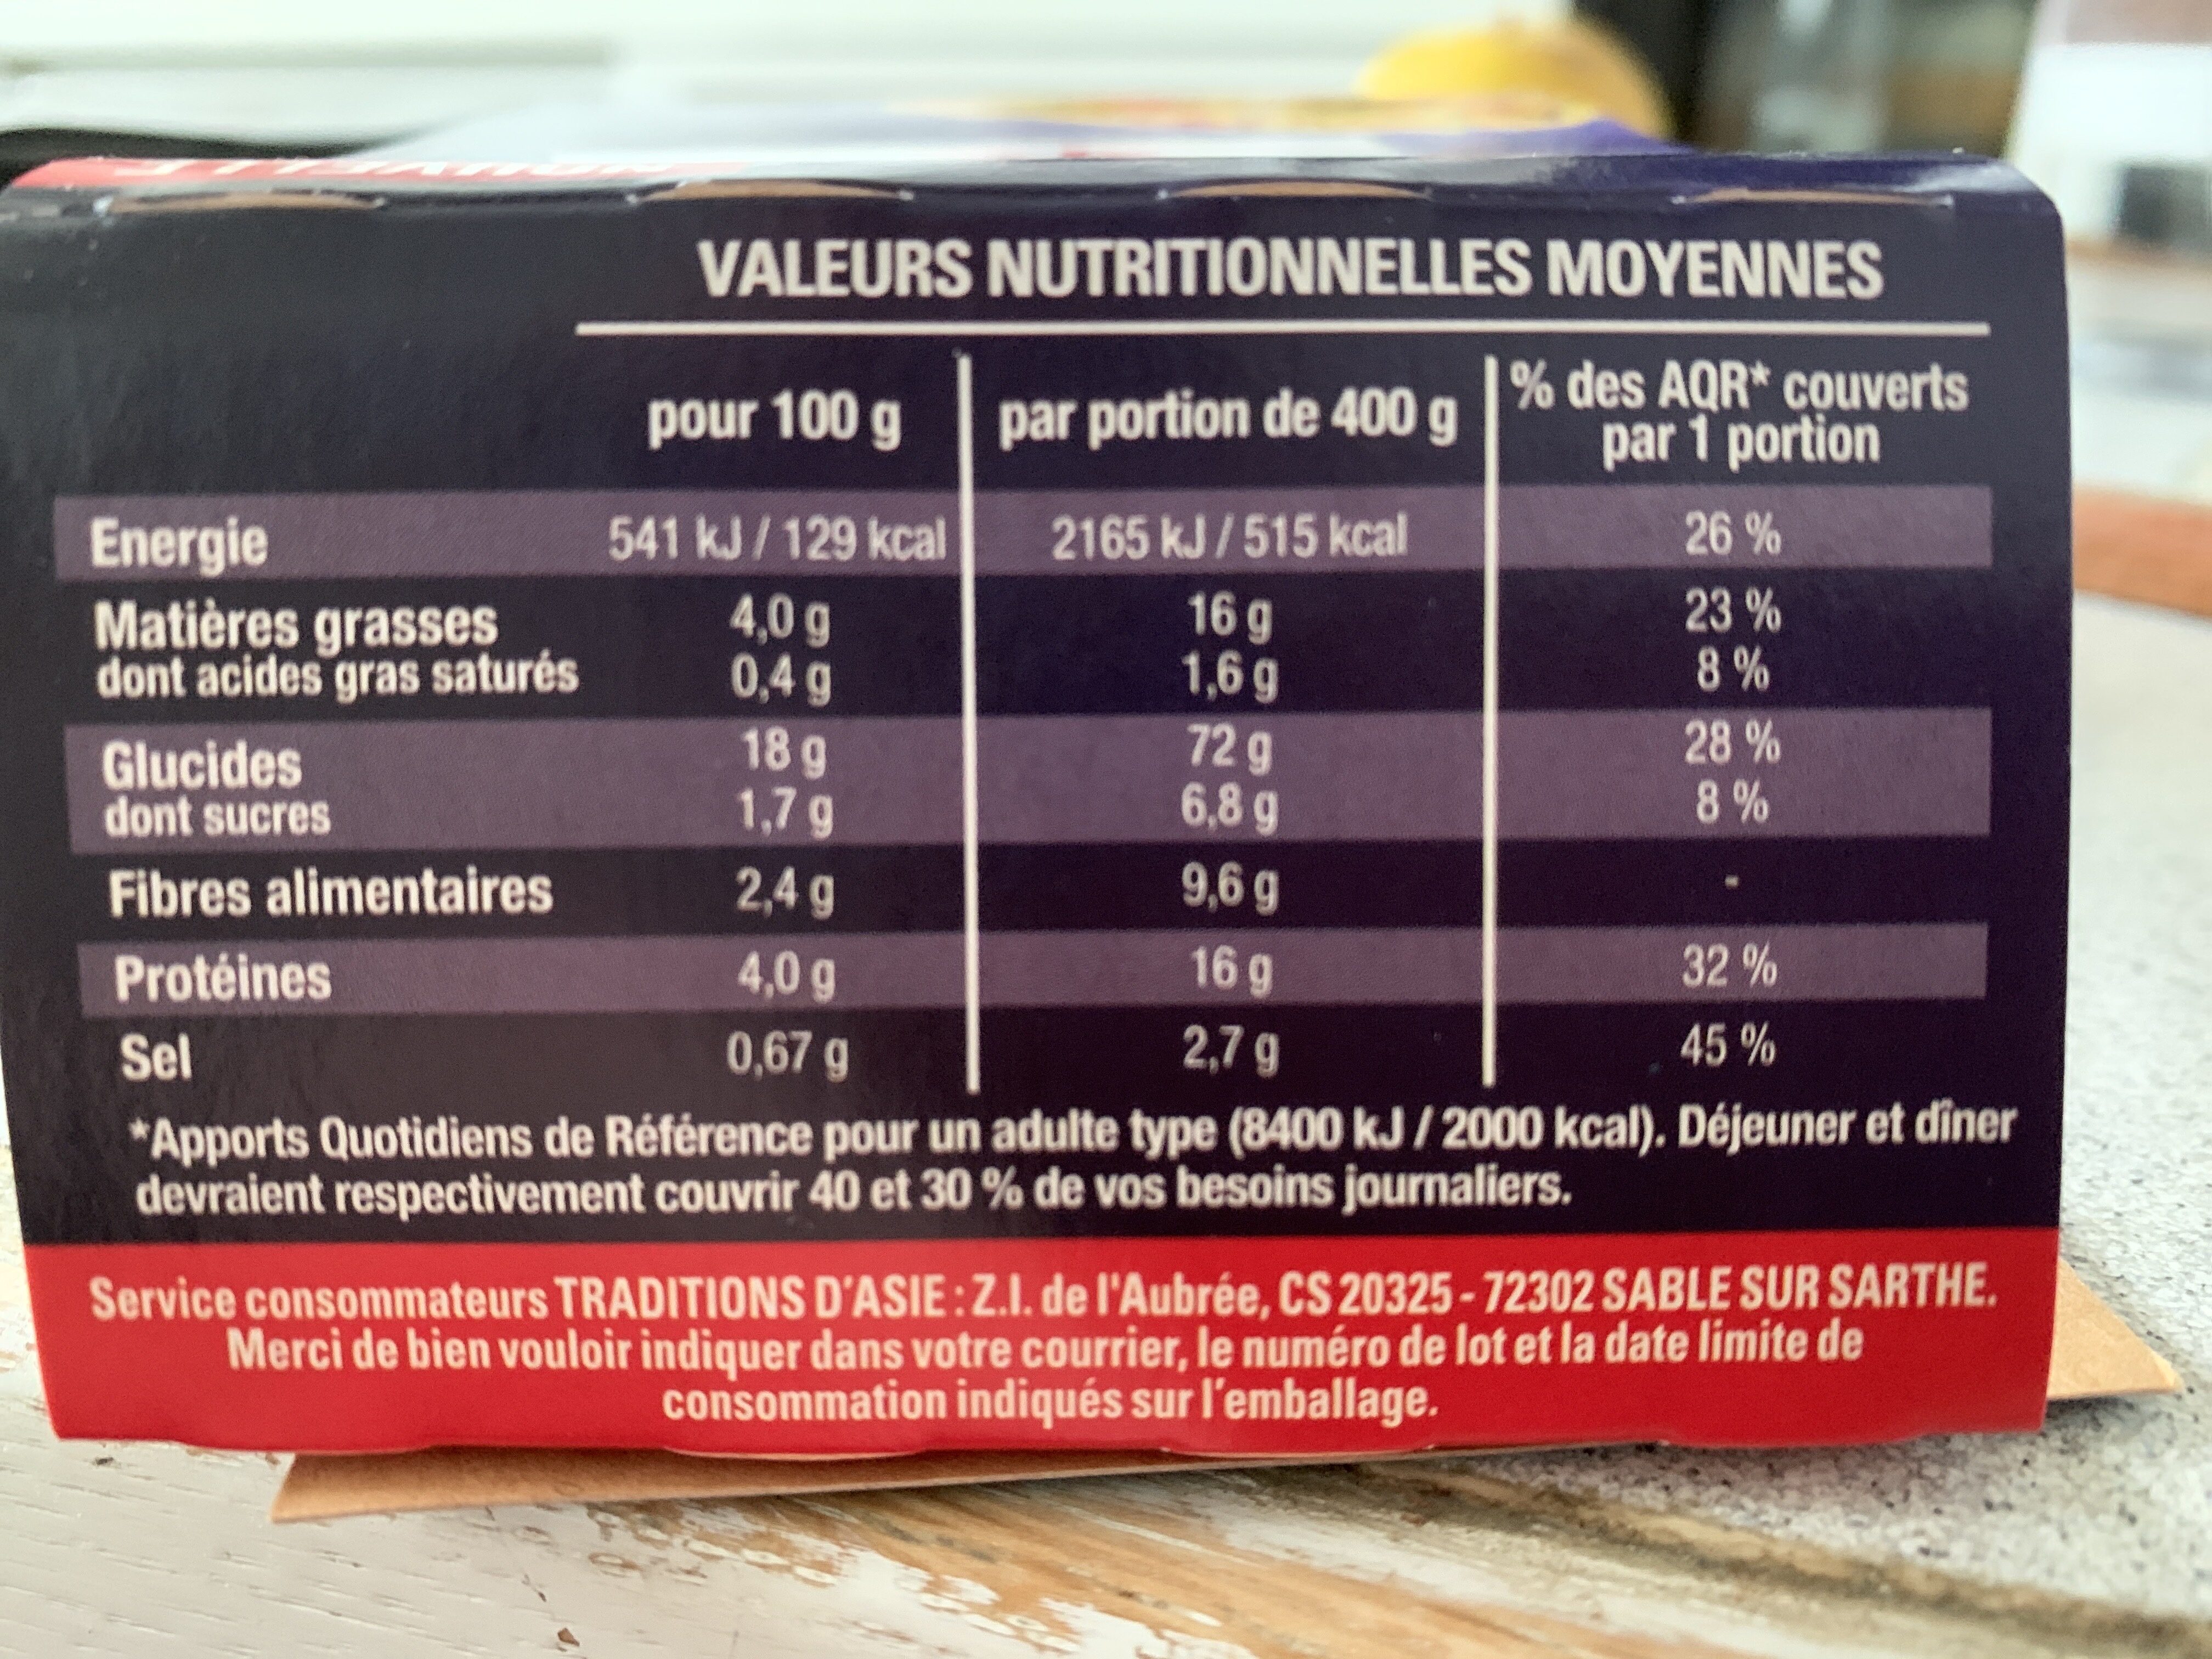 NOUVELLE
VALEURS NUTRITIONNELLES MOYENNES
pour 100 g par portion de 400 g % des AQR* couverts
par 1 portion
Energie 541 kJ / 129 kcal 2165 kJ / 515 kcal 26 %
Matières grasses 4,0 g 16 g 23 %
dont acides gras saturés 0,4 g 1,6 g 8 %
Glucides 18 g 72 g 28 %
dont sucres 1,7 g 6,8 g 8 %
Fibres alimentaires 2,4 g 9,6 g -
Protéines 4,0 g 16 g 32 %
Sel 0,67 g 2,7 g 45 %
*Apports Quotidiens de Référence pour un adulte type (8400 kJ / 2000 kcal). Déjeuner et dîner
devraient respectivement couvrir 40 et 30 % de vos besoins journaliers.
Service consommateurs TRADITIONS D'ASIE : Z.I. de l'Aubrée, CS 20325 - 72302 SABLE SUR SARTHE.
Merci de bien vouloir indiquer dans votre courrier, le numéro de lot et la date limite de
consommation indiqués sur l'emballage.